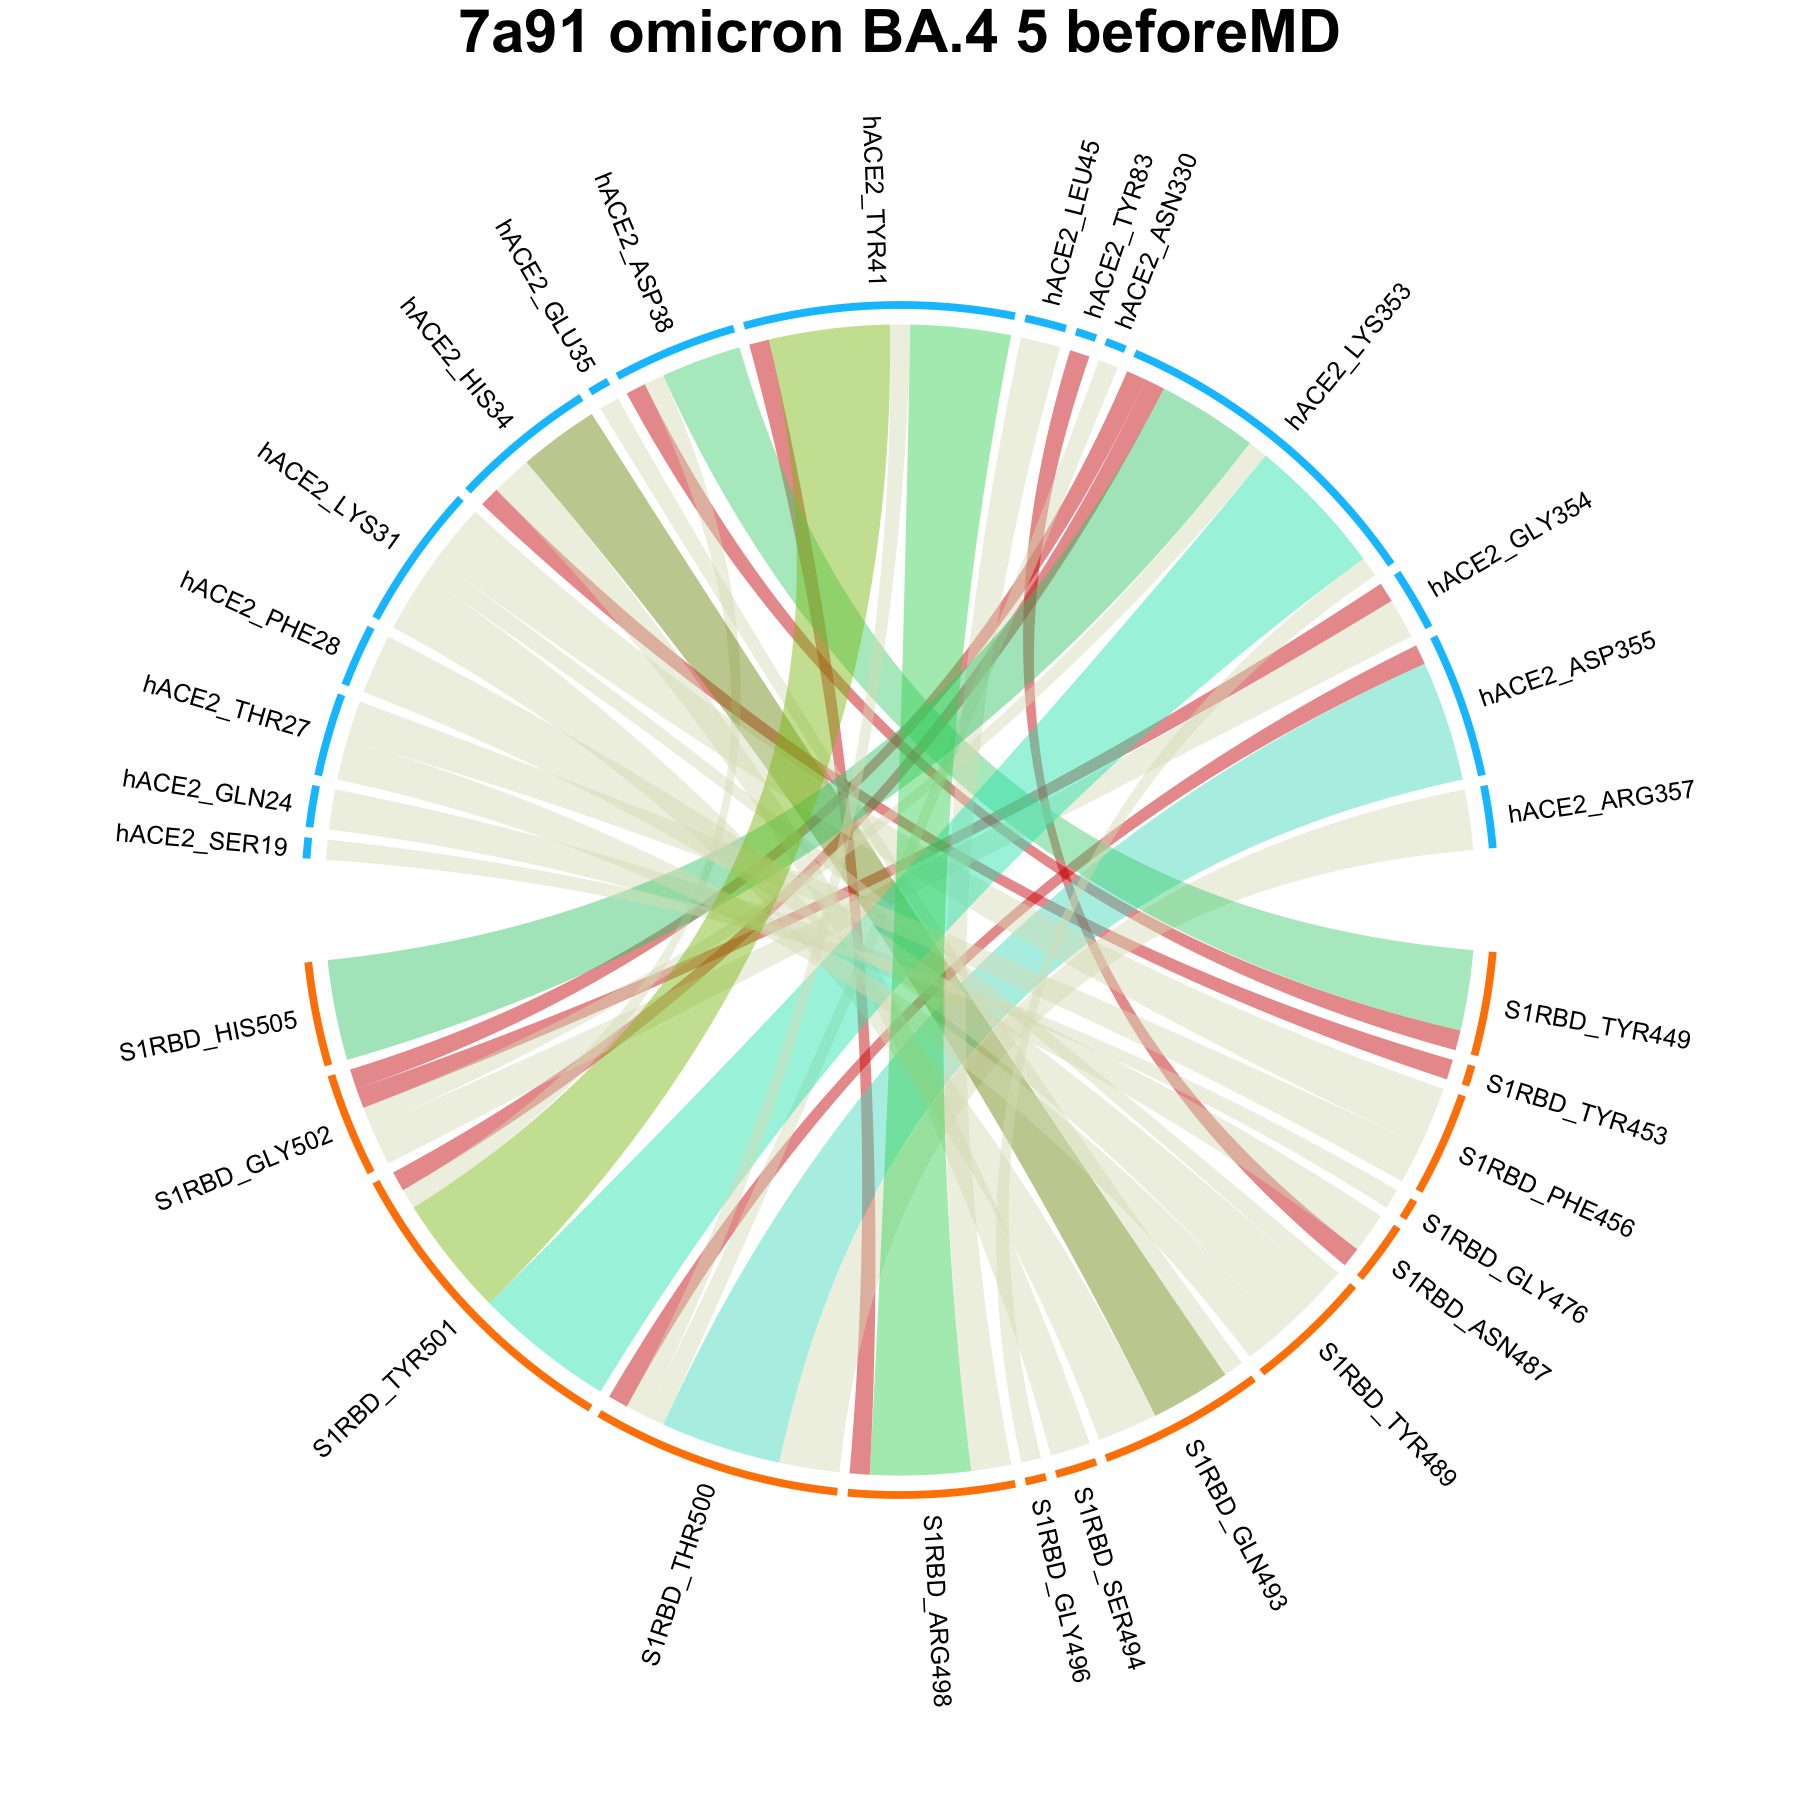 7a91 omicron BA.4 5 beforeMD
hACE2_SER19
hACE2_GLN24
hACE2_THR27
hACE2_PHE28
hACE2_LYS31
hACE2_HIS34
hACE2_GLU35
hACE2_ASP38
hACE2_TYR41
hACE2_LEU45
hACE2_TYR83
hACE2_ASN330
hACE2_LYS353
hACE2_GLY354
hACE2_ASP355
hACE2_ARG357
S1RBD_TYR449
S1RBD_TYR453
S1RBD_PHE456
S1RBD_GLY476
S1RBD_ASN487
S1RBD_TYR489
S1RBD_GLN493
S1RBD_SER494
S1RBD_GLY496
S1RBD_ARG498
S1RBD_THR500
S1RBD_TYR501
S1RBD_GLY502
S1RBD_HIS505